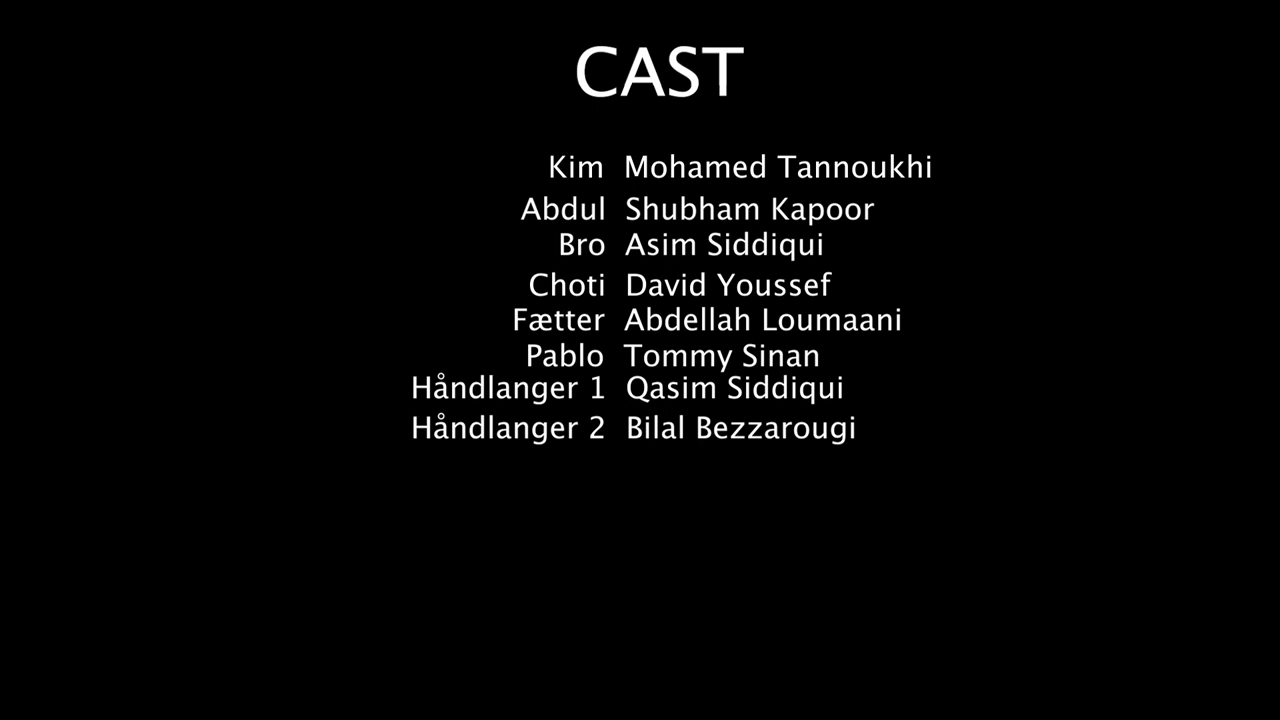 CAST
Kim Mohamed Tannoukhi
Abdul Shubham Kapoor
Bro Asim Siddiqui
Choti David Youssef
Fætter Abdellah Loumaani
Pablo Tommy Sinan
Håndlanger 1 Qasim Siddiqui
Håndlanger 2 Bilal Bezzarougi